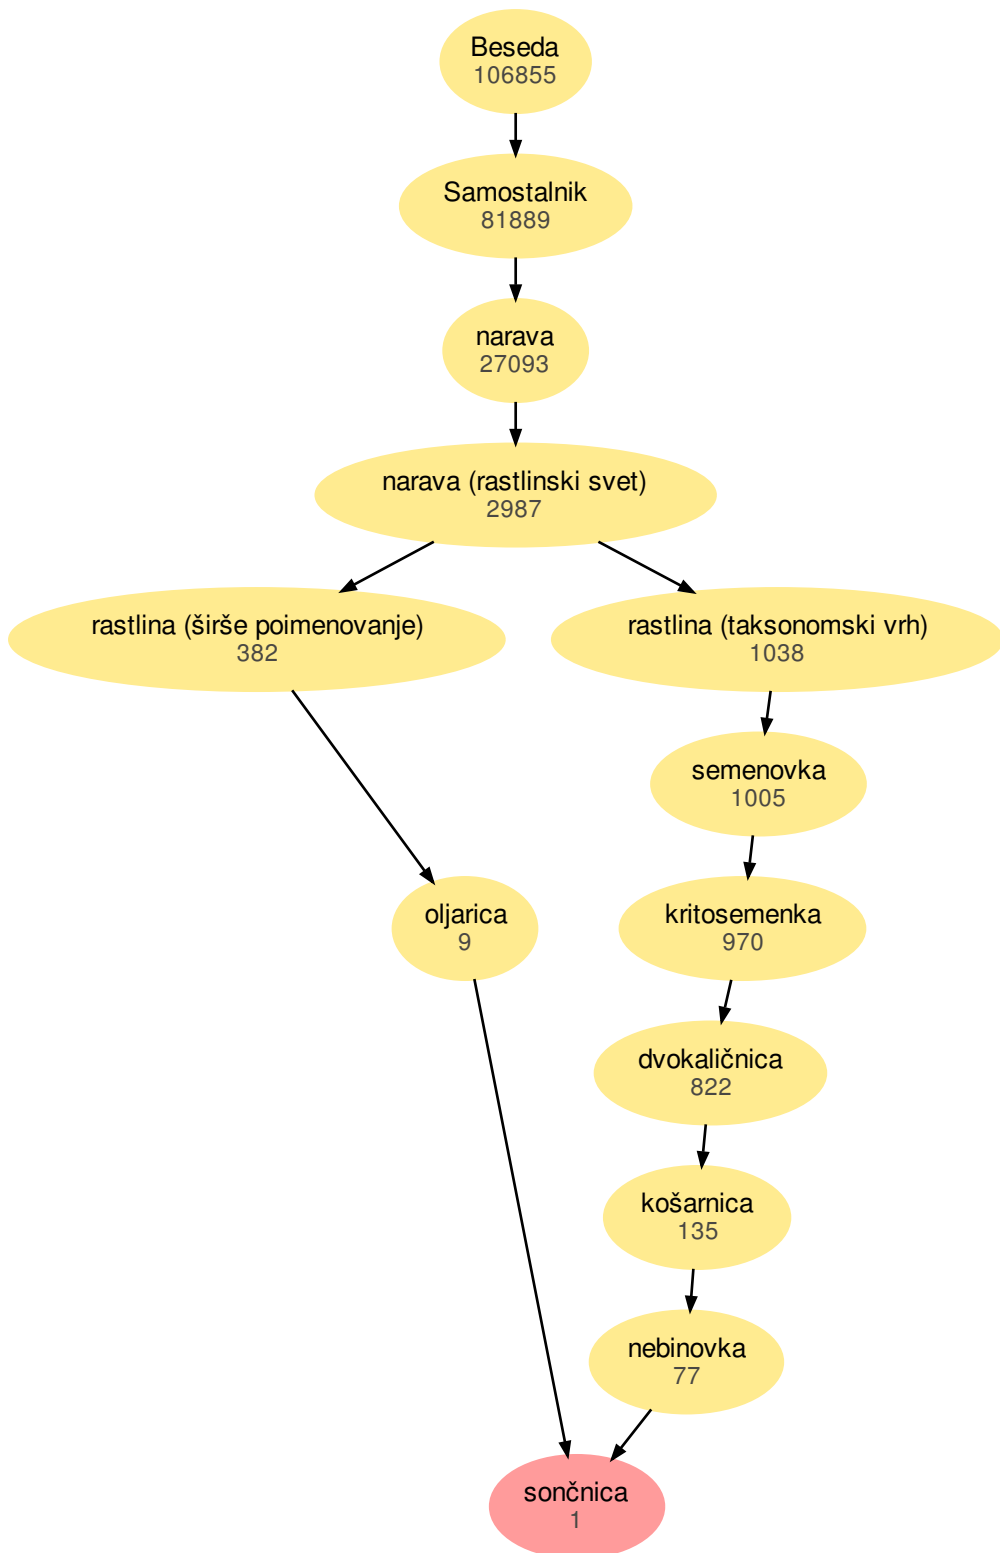 Beseda
106855
Samostalnik
81889
narava
27093
narava (rastlinski svet)
2987
rastlina (širše poimenovanje)
382
rastlina (taksonomski vrh)
1038
semenovka
1005
oljarica
9
kritosemenka
970
dvokaličnica
822
košarnica
135
nebinovka
77
sončnica
1